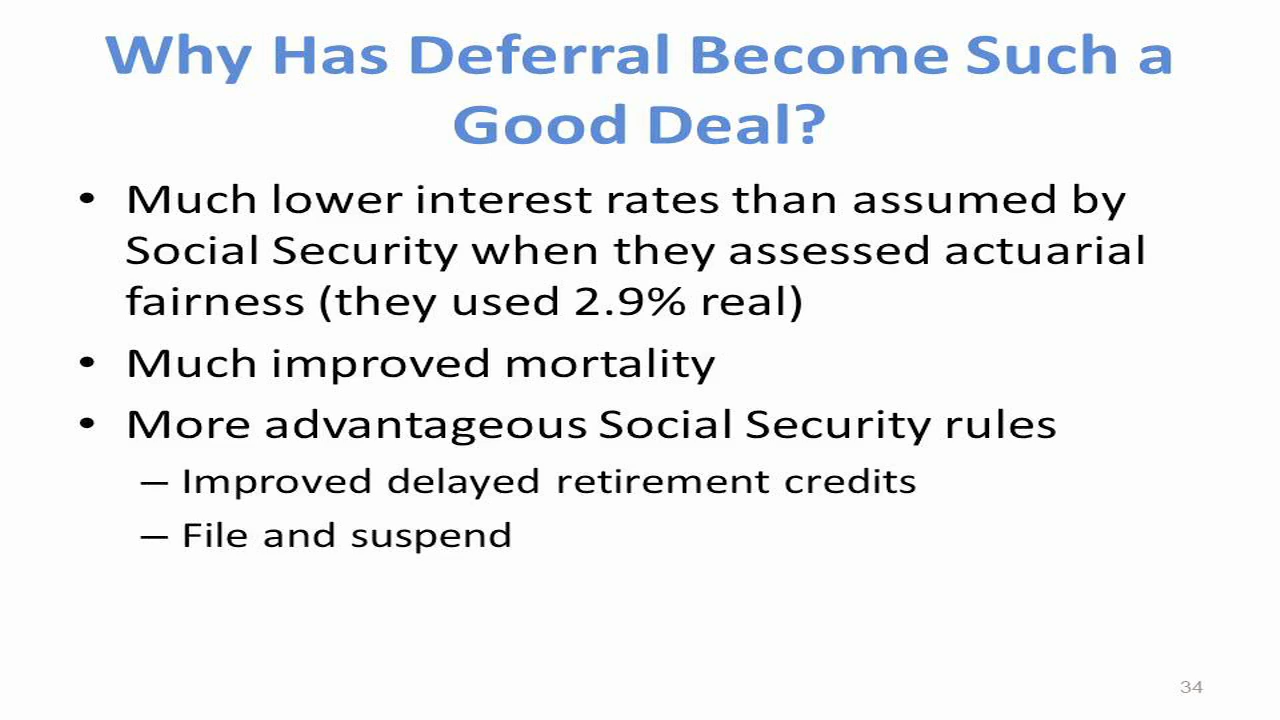 Why Has Deferral Become Such a
Good Deal?
• Much lower interest rates than assumed by
Social Security when they assessed actuarial
fairness (they used 2.9% real)
• Much improved mortality
• More advantageous Social Security rules
– Improved delayed retirement credits
– File and suspend
34